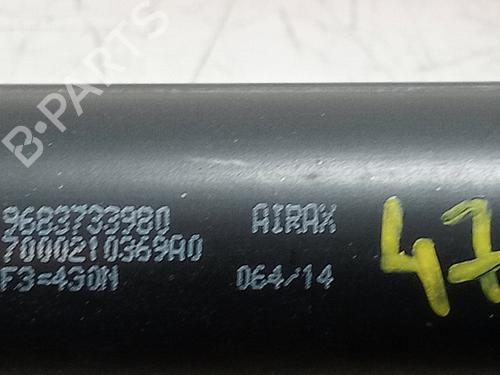 B-PARTS
9683733980 AIRAX
7000210369A0
F3=430N 064/14
47